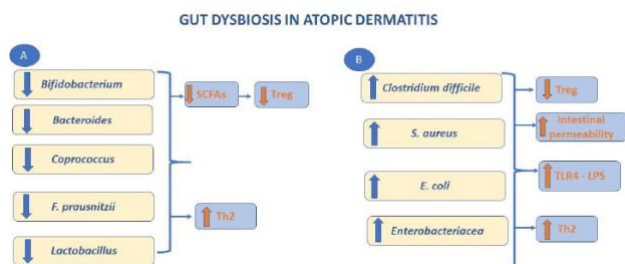 GUT DYSBIOSIS IN ATOPIC DERMATITIS
A
Bifidobacterium
Bacteroides
Coprococcus
F. prausnitzii
Lactobacillus
SCFAs
Treg
Th2
B
Clostridium difficile
S. aureus
E. coli
Enterobacteriacea
Treg
Intestinal
permeability
TLR4 - LPS
Th2